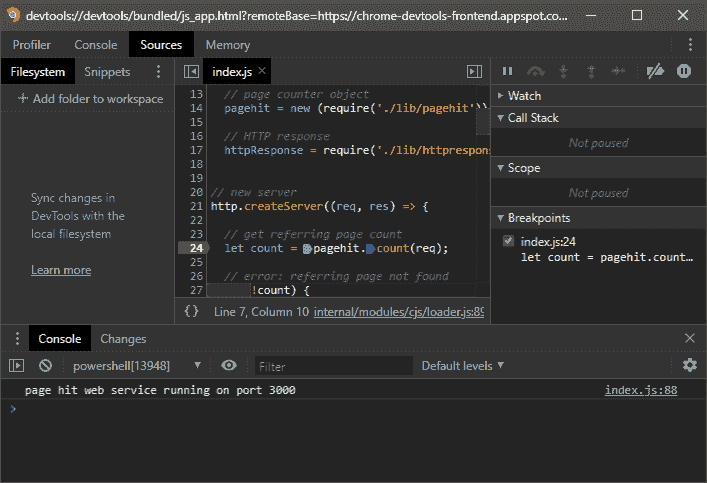 devtools://devtools/bundled/js_app.html?remoteBase=https://chrome-devtools-frontend.appspot.co...
Profiler Console Sources Memory
Filesystem Snippets
+ Add folder to workspace
Sync changes in
DevTools with the
local filesystem
Learn more
index.js
13 // page counter object
14 pagehit = new (require('./lib/pagehit'))
15
16 // HTTP response
17 httpResponse = require('./lib/httprespons
18
19
20 // new server
21 http.createServer((req, res) => {
22
23 // get referring page count
24 let count = pagehit.count(req);
25
26 // error: referring page not found
27 !count) {
{} Line 7, Column 10 internal/modules/cjs/loader.js:89
Watch
Call Stack
Not paused
Scope
Not paused
Breakpoints
index.js:24
let count = pagehit.count...
Console Changes
powershell[13948] Filter Default levels
page hit web service running on port 3000 index.js:88
>